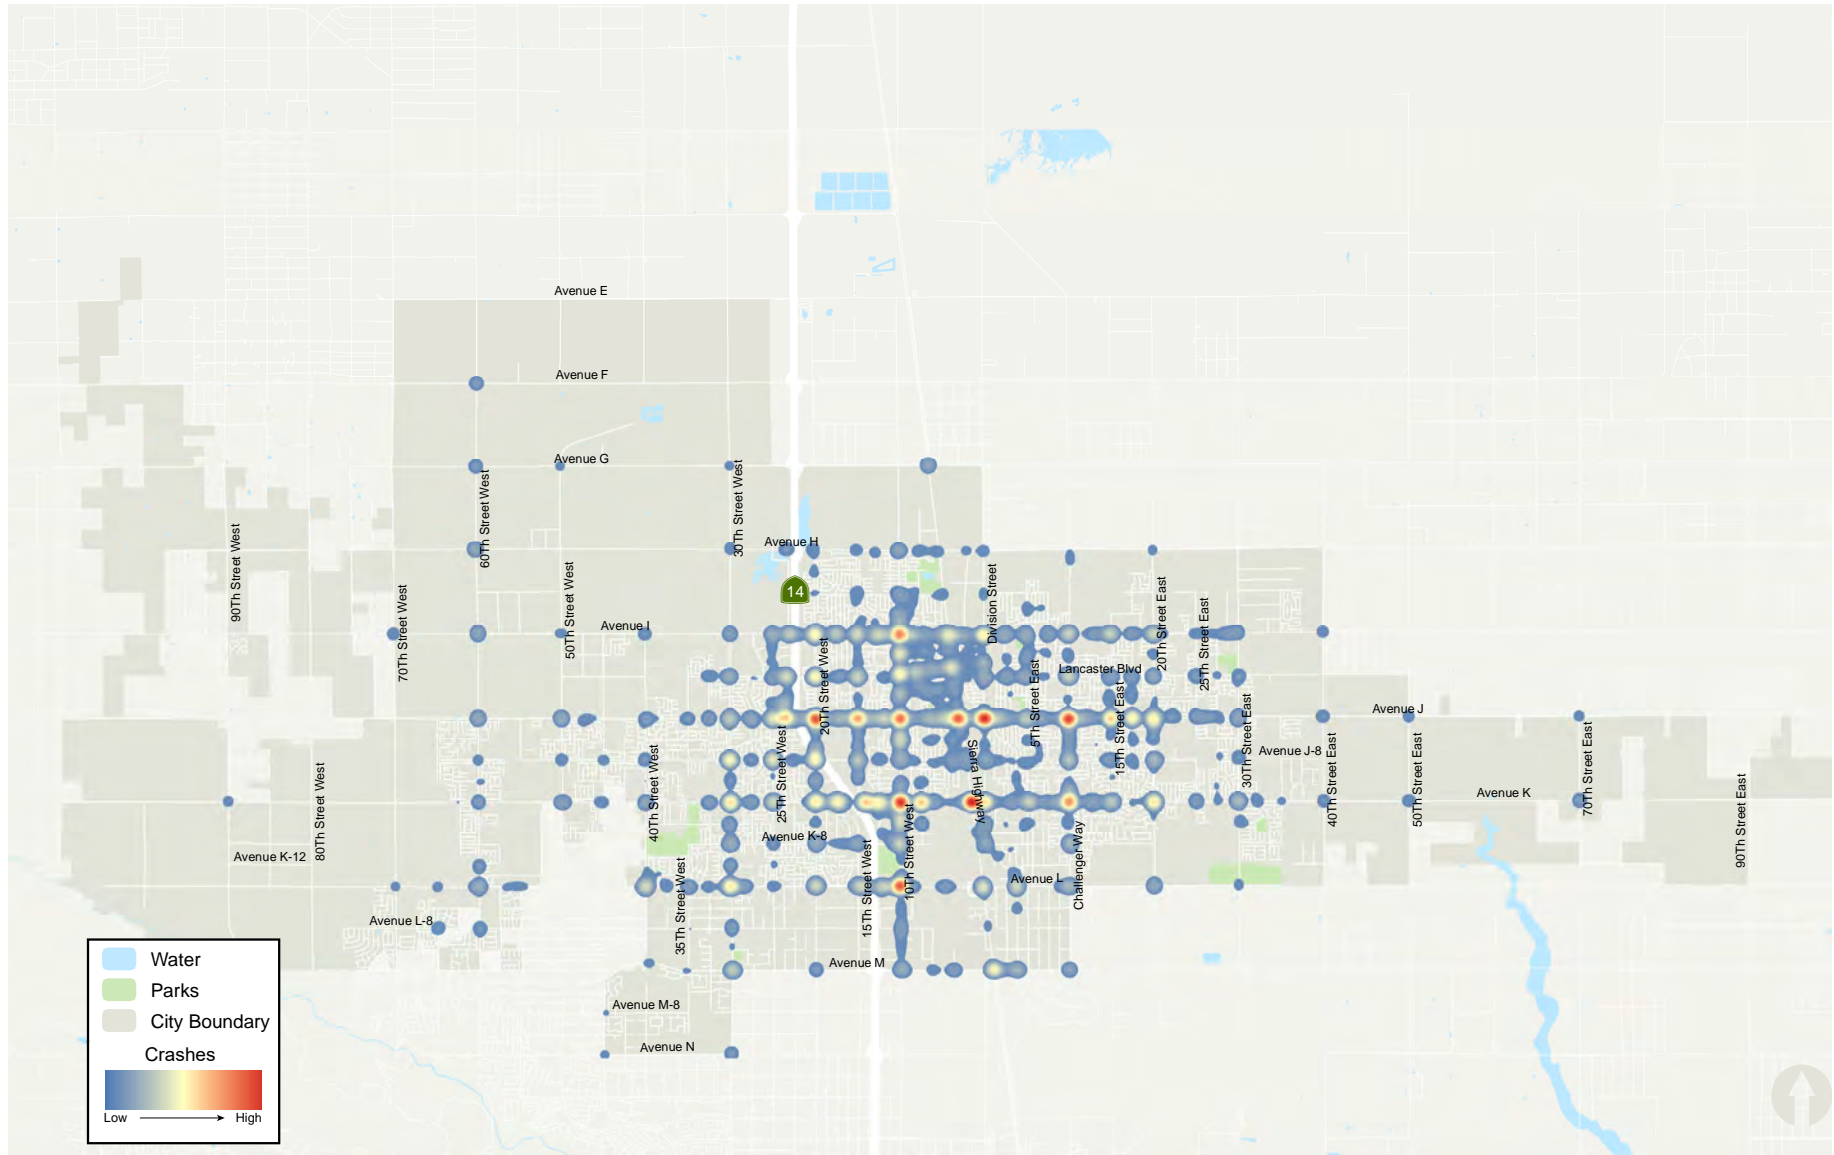 Avenue E
Avenue F
Avenue G
60Th Street West
30Th Street West
90Th Street West
Avenue H
14
50Th Street West
70Th Street West
Avenue I
Division Street
20Th Street East
25Th Street East
20Th Street West
Lancaster Blvd
5Th Street East
15Th Street East
Avenue J
30Th Street East
Avenue J-8
25Th Street West
Sierra Highway
40Th Street West
80Th Street West
40Th Street East
50Th Street East
70Th Street East
90Th Street East
Avenue K
Avenue K-8
10Th Street West
15Th Street West
Challenger Way
Avenue K-12
35Th Street West
Avenue L
Avenue L-8
Avenue M
Avenue M-8
Avenue N
Water
Parks
City Boundary
Crashes
Low
High